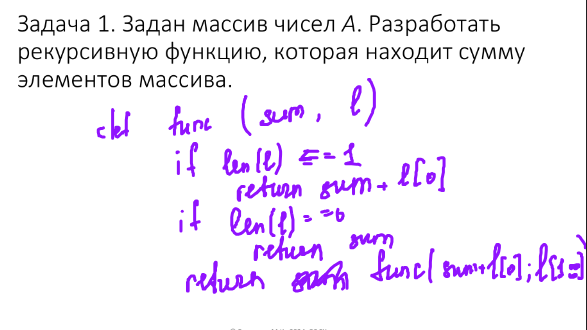 Задача 1. Задан массив чисел A. Разработать
рекурсивную функцию, которая находит сумму
элементов массива.
def func (sum, l)
if len(l) == 1
return sum + l[0]
if len(l) == 0
return sum
return func(sum+l[0]; l[1:])